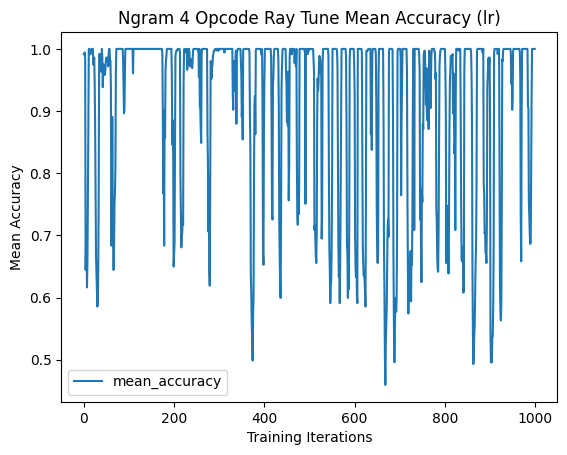 Ngram 4 Opcode Ray Tune Mean Accuracy (lr)
1.0
0.9
0.8
0.7
0.6
0.5
Mean Accuracy
mean_accuracy
0 200 400 600 800 1000
Training Iterations